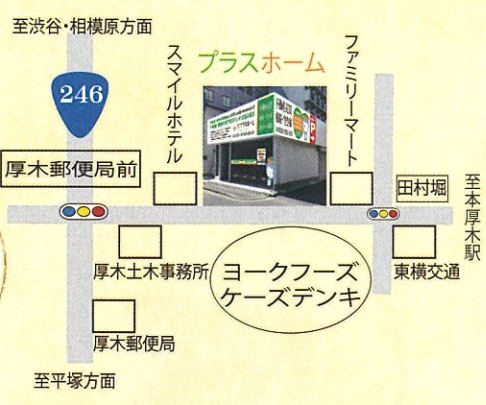 至渋谷・相模原方面
246
スマイルホテル
プラスホーム
ファミリーマート
厚木郵便局前
田村堀
至本厚木駅
厚木土木事務所
ヨークフーズ
ケーズデンキ
東横交通
厚木郵便局
至平塚方面